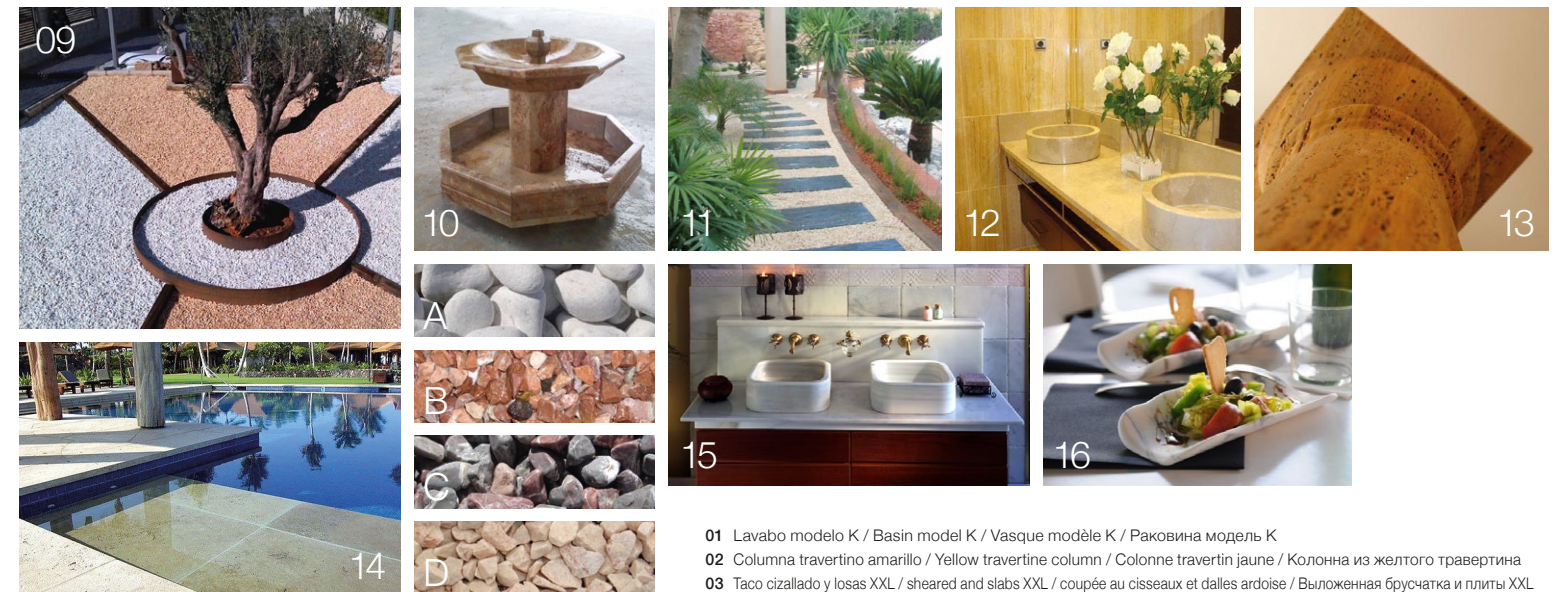 09
10
11
12
13
A
B
C
D
14
15
16
01 Lavabo modelo K / Basin model K / Vasque modèle K / Раковина модель K
02 Columna travertino amarillo / Yellow travertine column / Colonne travertin jaune / Колонна из желтого травертина
03 Taco cizallado y losas XXL / sheared and slabs XXL / coupée au cisseaux et dalles ardoise / Выложенная брусчатка и плиты XXL